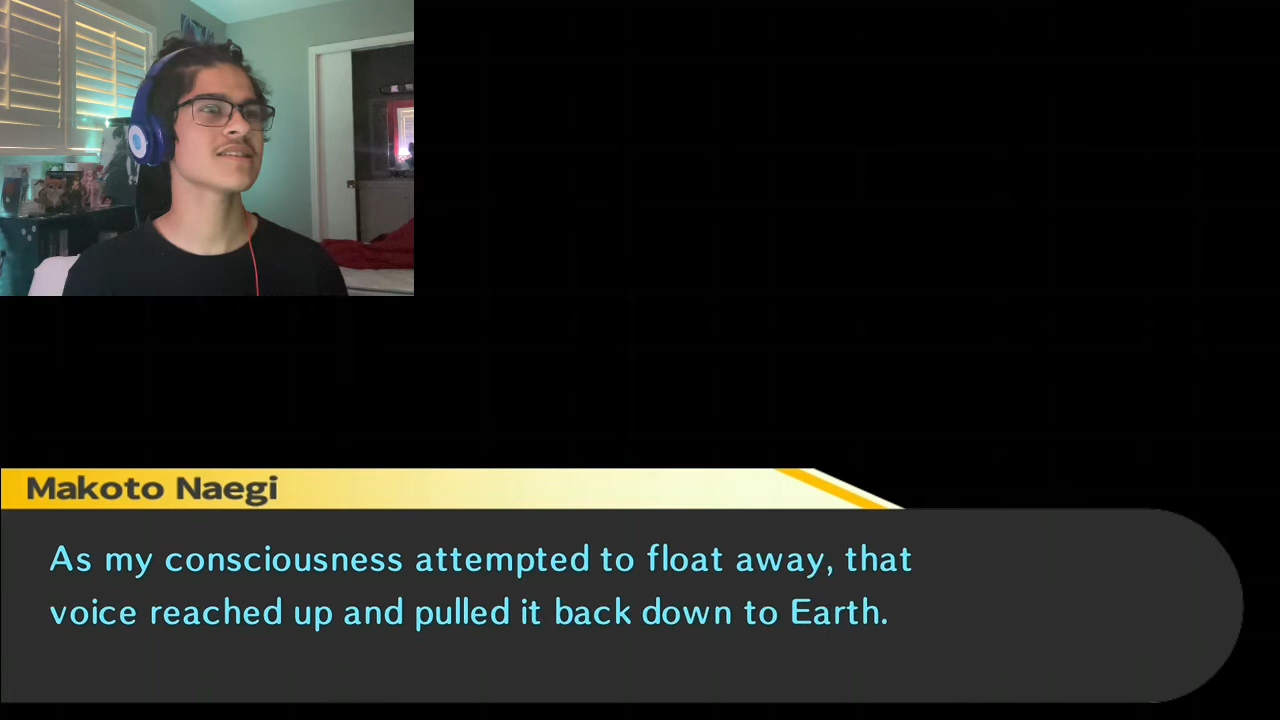 Makoto Naegi
As my consciousness attempted to float away, that
voice reached up and pulled it back down to Earth.